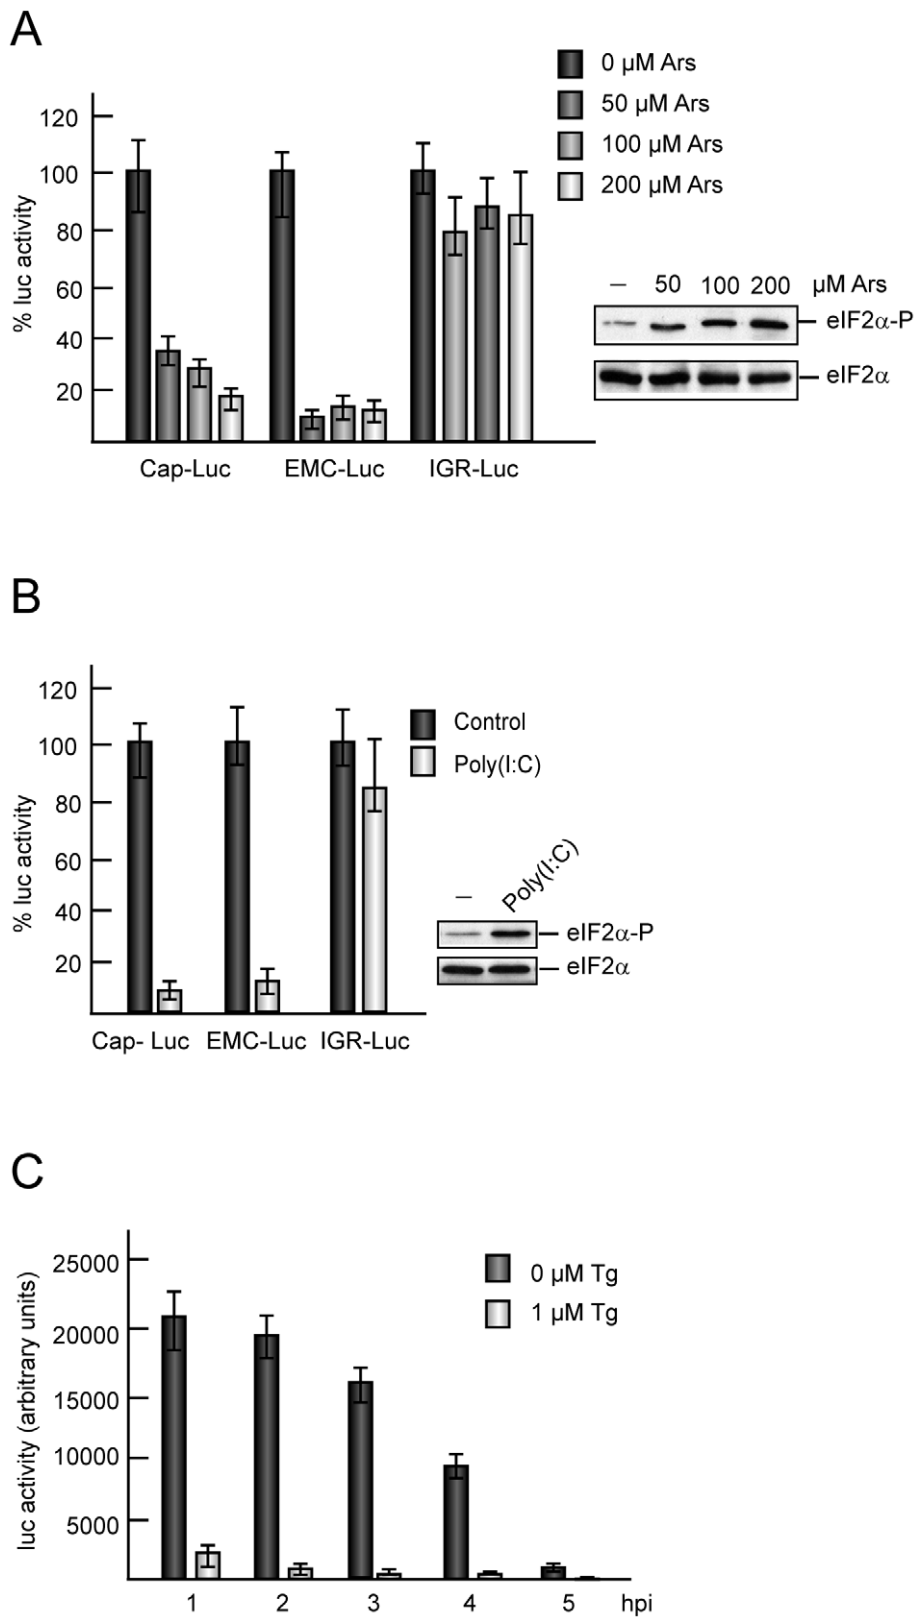 A
0 µM Ars
50 µM Ars
100 µM Ars
200 µM Ars
% luc activity
120
100
80
60
40
20
Cap-Luc EMC-Luc IGR-Luc
– 50 100 200 µM Ars
eIF2α-P
eIF2α
B
Control
Poly(I:C)
% luc activity
120
100
80
60
40
20
Cap- Luc EMC-Luc IGR-Luc
– Poly(I:C)
eIF2α-P
eIF2α
C
0 µM Tg
1 µM Tg
luc activity (arbitrary units)
25000
20000
15000
10000
5000
1 2 3 4 5 hpi